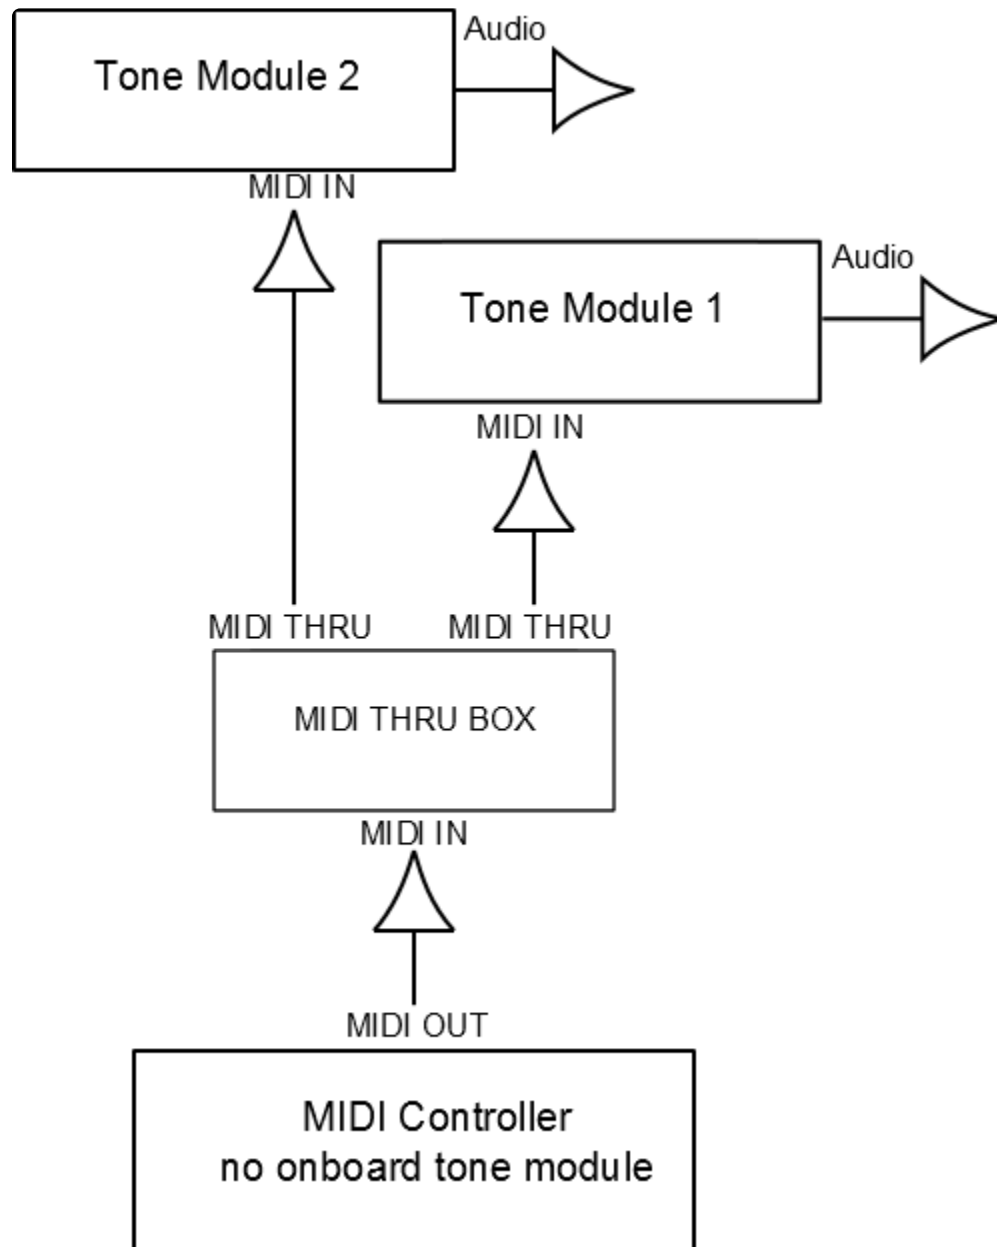 Audio
Tone Module 2
MIDI IN
Audio
Tone Module 1
MIDI IN
MIDI THRU
MIDI THRU
MIDI THRU BOX
MIDI IN
MIDI OUT
MIDI Controller
no onboard tone module